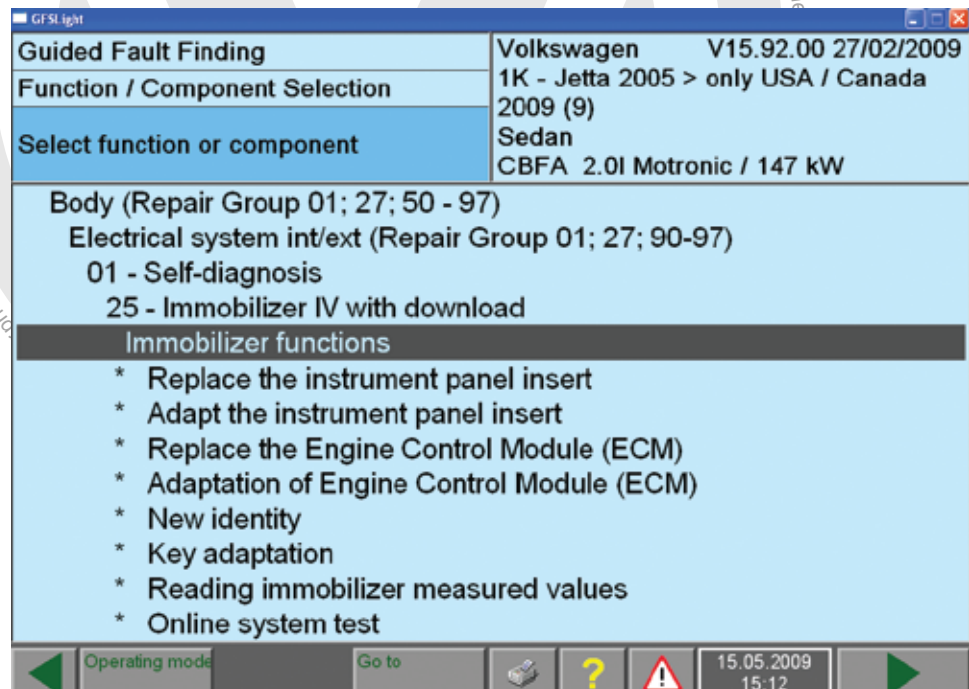 GFSLight
Guided Fault Finding
Function / Component Selection
Select function or component
Volkswagen V15.92.00 27/02/2009
1K - Jetta 2005 > only USA / Canada
2009 (9)
Sedan
CBFA 2.0l Motronic / 147 kW
Body (Repair Group 01; 27; 50 - 97)
Electrical system int/ext (Repair Group 01; 27; 90-97)
01 - Self-diagnosis
25 - Immobilizer IV with download
Immobilizer functions
* Replace the instrument panel insert
* Adapt the instrument panel insert
* Replace the Engine Control Module (ECM)
* Adaptation of Engine Control Module (ECM)
* New identity
* Key adaptation
* Reading immobilizer measured values
* Online system test
Operating mode
Go to
15.05.2009
15:12